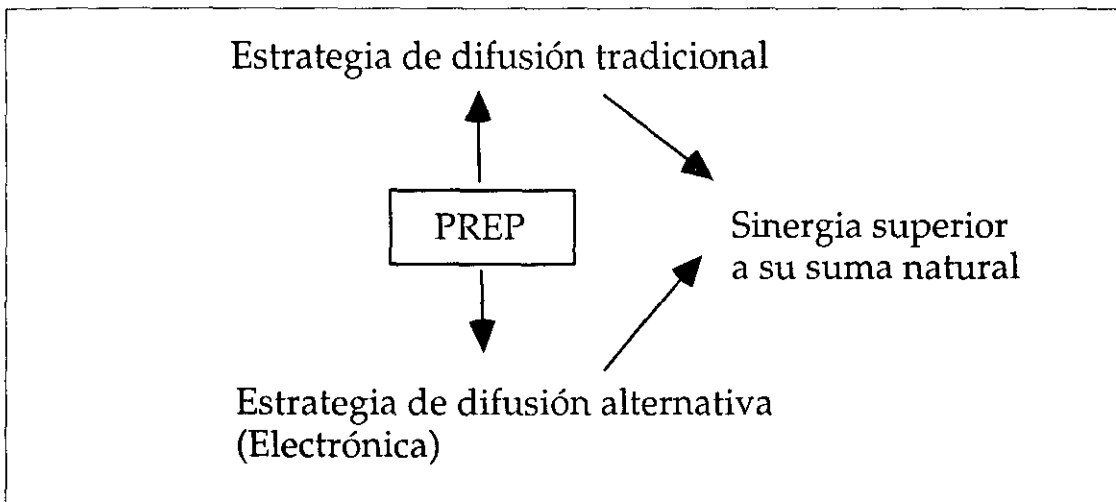 Estrategia de difusión tradicional
PREP
Sinergia superior
a su suma natural
Estrategia de difusión alternativa
(Electrónica)